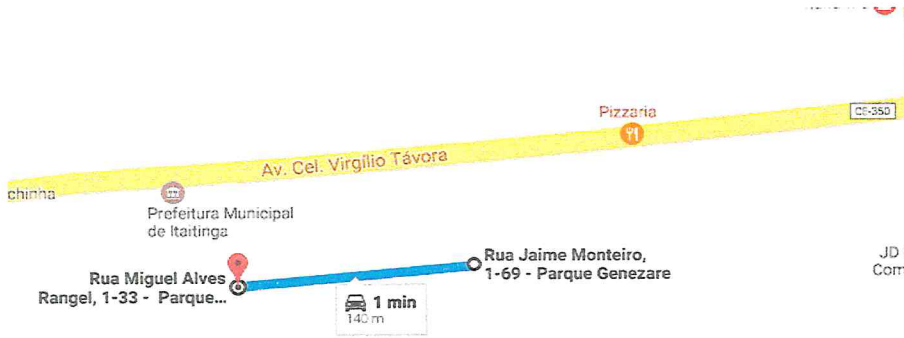 Pizzaria
CE-350
Av. Cel. Virgílio Távora
chinha
Prefeitura Municipal
de Itaitinga
Rua Jaime Monteiro,
1-69 - Parque Genezare
JD
Com
Rua Miguel Alves
Rangel, 1-33 - Parque...
1 min
140 m